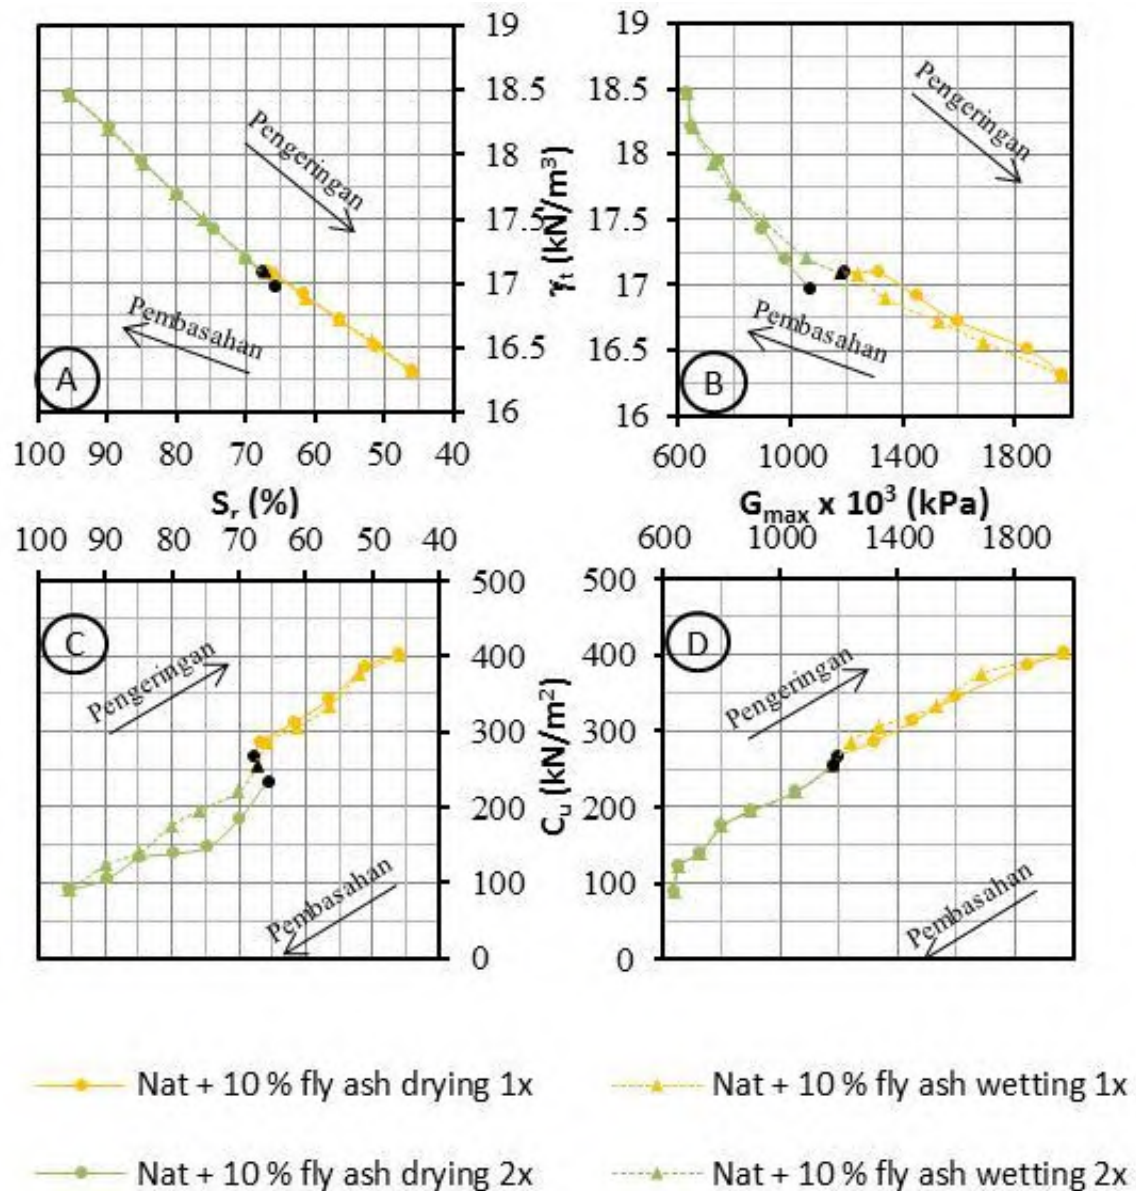 19
18.5
18
17.5
17
16.5
16
γt (kN/m³)
Pengeringan
Pembasahan
A
100 90 80 70 60 50 40
Sr (%)
19
18.5
18
17.5
17
16.5
16
Pengeringan
Pembasahan
B
600 1000 1400 1800
Gmax x 10³ (kPa)
100 90 80 70 60 50 40
C
Pengeringan
Pembasahan
500
400
300
200
100
0
Cu (kN/m²)
600 1000 1400 1800
D
Pengeringan
Pembasahan
500
400
300
200
100
0
Nat + 10 % fly ash drying 1x
Nat + 10 % fly ash wetting 1x
Nat + 10 % fly ash drying 2x
Nat + 10 % fly ash wetting 2x